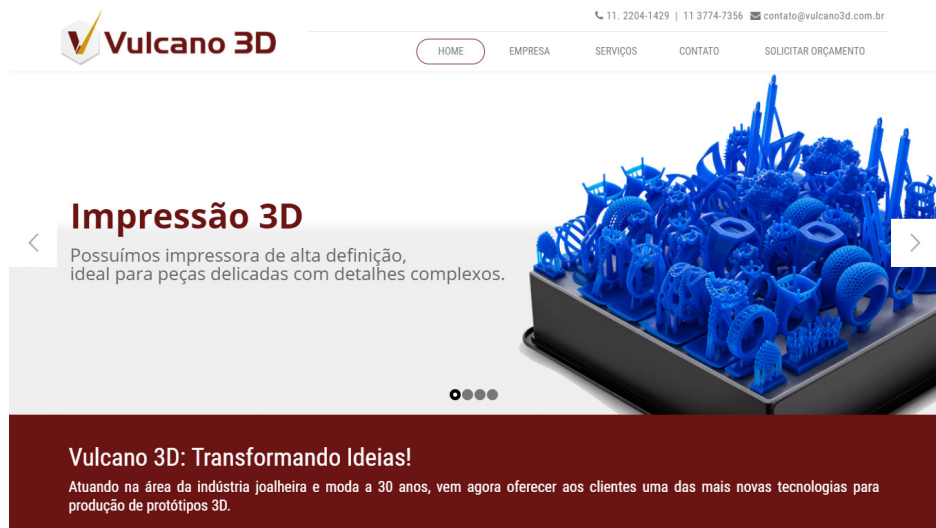 11. 2204-1429 | 11 3774-7356 contato@vulcano3d.com.br
Vulcano 3D
HOME EMPRESA SERVIÇOS CONTATO SOLICITAR ORÇAMENTO
Impressão 3D
Possuímos impressora de alta definição,
ideal para peças delicadas com detalhes complexos.
Vulcano 3D: Transformando Ideias!
Atuando na área da indústria joalheira e moda a 30 anos, vem agora oferecer aos clientes uma das mais novas tecnologias para
produção de protótipos 3D.